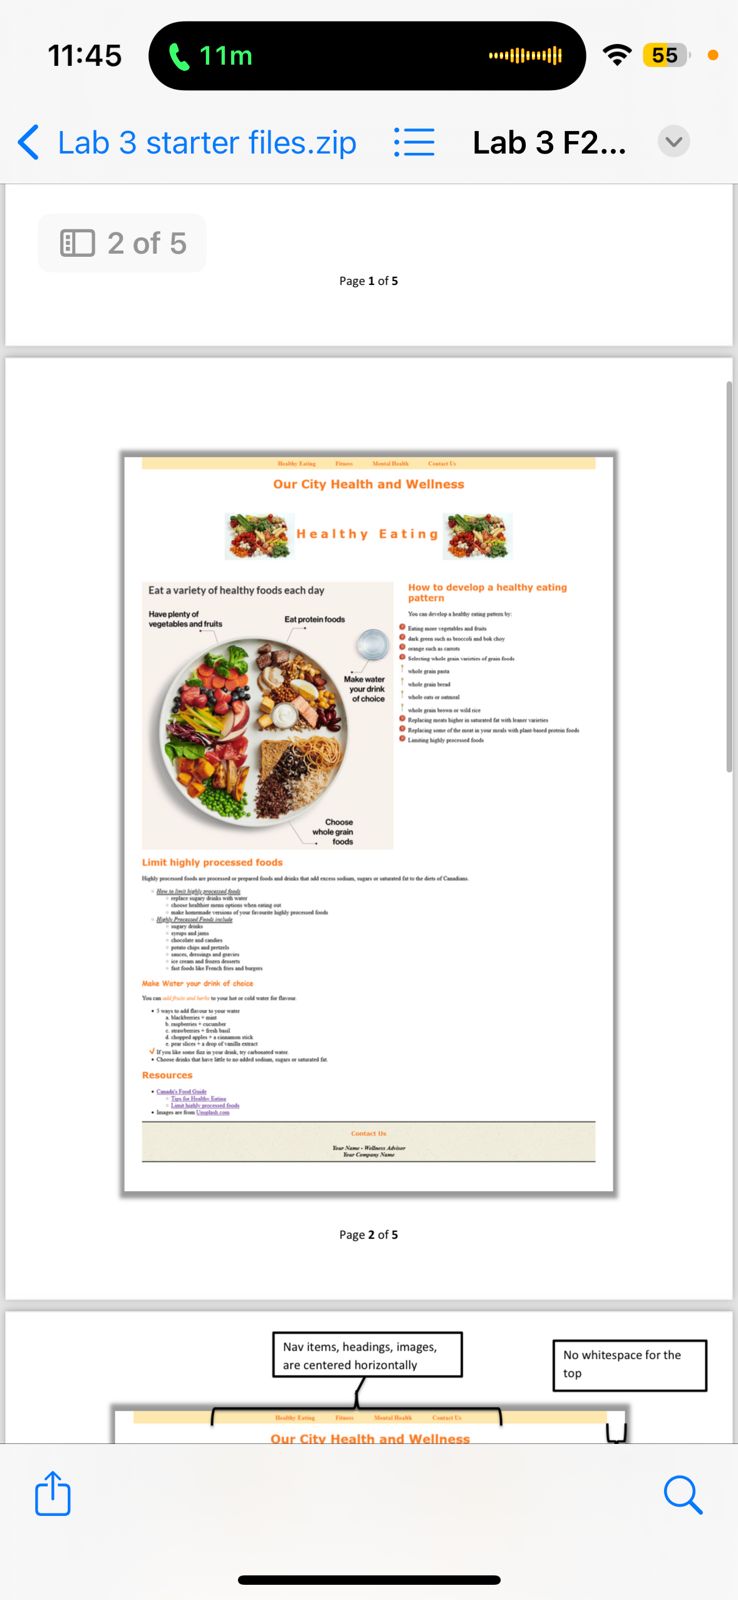 11:45
11m
55
Lab 3 starter files.zip
Lab 3 F2...
2 of 5
Page 1 of 5
Healthy Eating Fitness Mental Health Contact Us
Our City Health and Wellness
Healthy Eating
Eat a variety of healthy foods each day
Have plenty of
vegetables and fruits
Eat protein foods
Make water
your drink
of choice
Choose
whole grain
foods
How to develop a healthy eating
pattern
You can develop a healthy eating pattern by:
Eating more vegetables and fruits
dark green such as broccoli and bok choy
orange such as carrots
Selecting whole grain varieties of grain foods
whole grain pasta
whole grain bread
whole oats or oatmeal
whole grain brown or wild rice
Replacing meats higher in saturated fat with leaner varieties
Replacing some of the meat in your meals with plant-based protein foods
Limiting highly processed foods
Limit highly processed foods
Highly processed foods are processed or prepared foods and drinks that add excess sodium, sugars or saturated fat to the diets of Canadians.
How to limit highly processed foods
replace sugary drinks with water
choose healthier menu options when eating out
make homemade versions of your favourite highly processed foods
Highly Processed Foods include
sugary drinks
syrups and jams
chocolate and candies
potato chips and pretzels
sauces, dressings and gravies
ice cream and frozen desserts
fast foods like French fries and burgers
Make Water your drink of choice
You can add fruits and herbs to your hot or cold water for flavour.
5 ways to add flavour to your water
a. blackberries + mint
b. raspberries + cucumber
c. strawberries + fresh basil
d. chopped apples + a cinnamon stick
e. pear slices + a drop of vanilla extract
If you like some fizz in your drink, try carbonated water.
Choose drinks that have little to no added sodium, sugars or saturated fat.
Resources
Canada's Food Guide
Tips for Healthy Eating
Limit highly processed foods
Images are from Unsplash.com
Contact Us
Your Name - Wellness Advisor
Your Company Name
Page 2 of 5
Nav items, headings, images,
are centered horizontally
No whitespace for the
top
Healthy Eating Fitness Mental Health Contact Us
Our City Health and Wellness